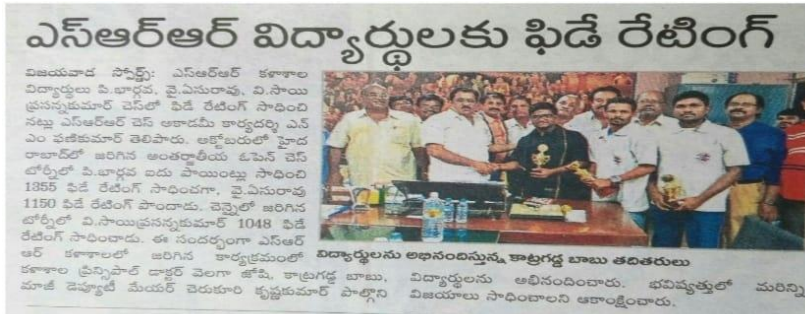 ఎస్ఆర్ఆర్ విద్యార్థులకు ఫిడే రేటింగ్
విజయవాడ స్పోర్ట్స్: ఎస్ఆర్ఆర్ కళాశాల
విద్యార్థులు పి.భార్గవ, వై.ఏసురావు, వి.సాయి
ప్రసన్నకుమార్ చెస్‌లో ఫిడే రేటింగ్ సాధించి
నట్లు ఎస్ఆర్ఆర్ చెస్ అకాడమీ కార్యదర్శి ఎన్
ఎం ఫణికుమార్ తెలిపారు. అక్టోబరులో హైద
రాబాద్‌లో జరిగిన అంతర్జాతీయ ఓపెన్ చెస్
టోర్నీలో పి.భార్గవ ఐదు పాయింట్లు సాధించి
1355 ఫిడే రేటింగ్ సాధించగా, వై.ఏసురావు
1150 ఫిడే రేటింగ్ పొందాడు. చెన్నైలో జరిగిన
టోర్నీలో వి.సాయిప్రసన్నకుమార్ 1048 ఫిడే
రేటింగ్ సాధించాడు. ఈ సందర్భంగా ఎస్ఆర్
ఆర్ కళాశాలలో జరిగిన కార్యక్రమంలో
కళాశాల ప్రిన్సిపాల్ డాక్టర్ వెలగా జోషి, కాట్రగడ్డ బాబు,
మాజీ డెప్యూటీ మేయర్ చెరుకూరి కృష్ణకుమార్ పాల్గొని
విద్యార్థులను అభినందిస్తున్న కాట్రగడ్డ బాబు తదితరులు
విద్యార్థులను అభినందించారు. భవిష్యత్తులో మరిన్ని
విజయాలు సాధించాలని ఆకాంక్షించారు.